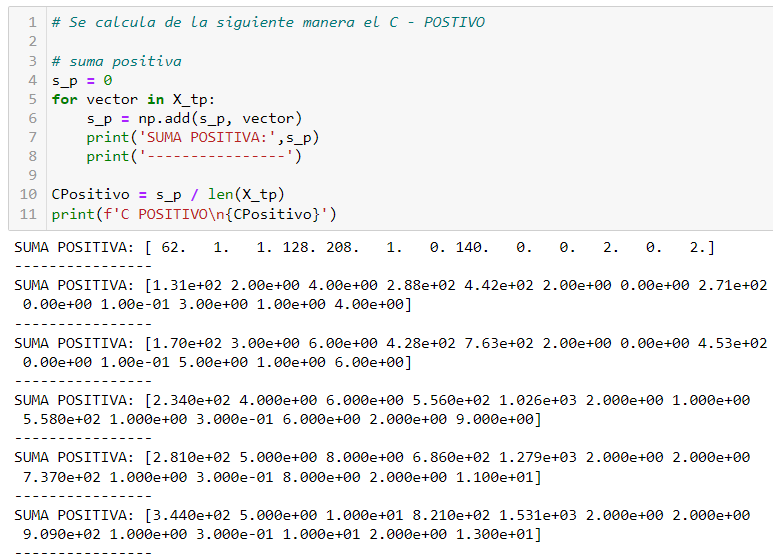 1 # Se calcula de la siguiente manera el C - POSTIVO
2
3 # suma positiva
4 s_p = 0
5 for vector in X_tp:
6     s_p = np.add(s_p, vector)
7     print('SUMA POSITIVA:',s_p)
8     print('----------------')
9
10 CPositivo = s_p / len(X_tp)
11 print(f'C POSITIVO\n{CPositivo}')
SUMA POSITIVA: [ 62.   1.   1. 128. 208.   1.   0. 140.   0.   0.   2.   0.   2.]
----------------
SUMA POSITIVA: [1.31e+02 2.00e+00 4.00e+00 2.88e+02 4.42e+02 2.00e+00 0.00e+00 2.71e+02
 0.00e+00 1.00e-01 3.00e+00 1.00e+00 4.00e+00]
----------------
SUMA POSITIVA: [1.70e+02 3.00e+00 6.00e+00 4.28e+02 7.63e+02 2.00e+00 0.00e+00 4.53e+02
 0.00e+00 1.00e-01 5.00e+00 1.00e+00 6.00e+00]
----------------
SUMA POSITIVA: [2.340e+02 4.000e+00 6.000e+00 5.560e+02 1.026e+03 2.000e+00 1.000e+00
 5.580e+02 1.000e+00 3.000e-01 6.000e+00 2.000e+00 9.000e+00]
----------------
SUMA POSITIVA: [2.810e+02 5.000e+00 8.000e+00 6.860e+02 1.279e+03 2.000e+00 2.000e+00
 7.370e+02 1.000e+00 3.000e-01 8.000e+00 2.000e+00 1.100e+01]
----------------
SUMA POSITIVA: [3.440e+02 5.000e+00 1.000e+01 8.210e+02 1.531e+03 2.000e+00 2.000e+00
 9.090e+02 1.000e+00 3.000e-01 1.000e+01 2.000e+00 1.300e+01]
----------------